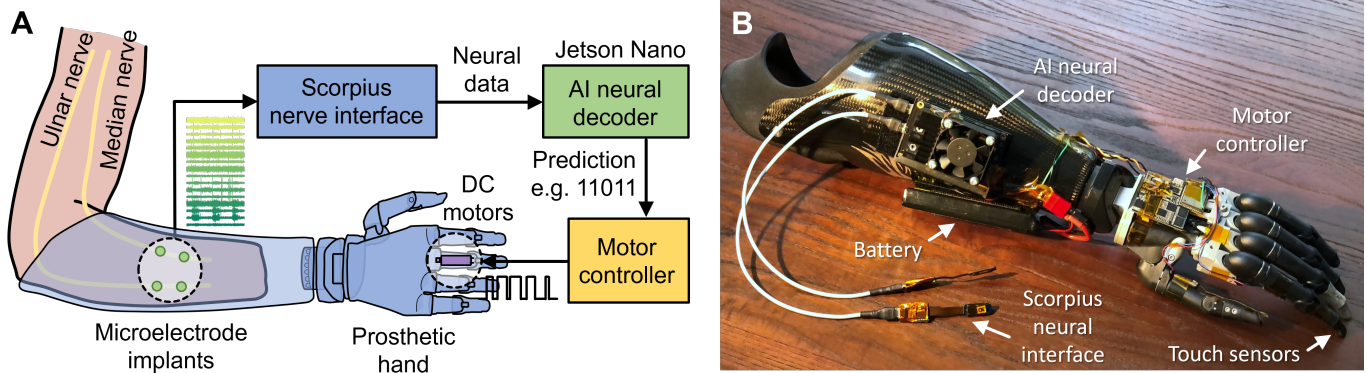 A
Ulnar nerve
Median nerve
Scorpius
nerve interface
Neural
data
Jetson Nano
AI neural
decoder
Prediction
e.g. 11011
DC
motors
Motor
controller
Microelectrode
implants
Prosthetic
hand
B
AI neural
decoder
Motor
controller
Battery
Scorpius
neural
interface
Touch sensors